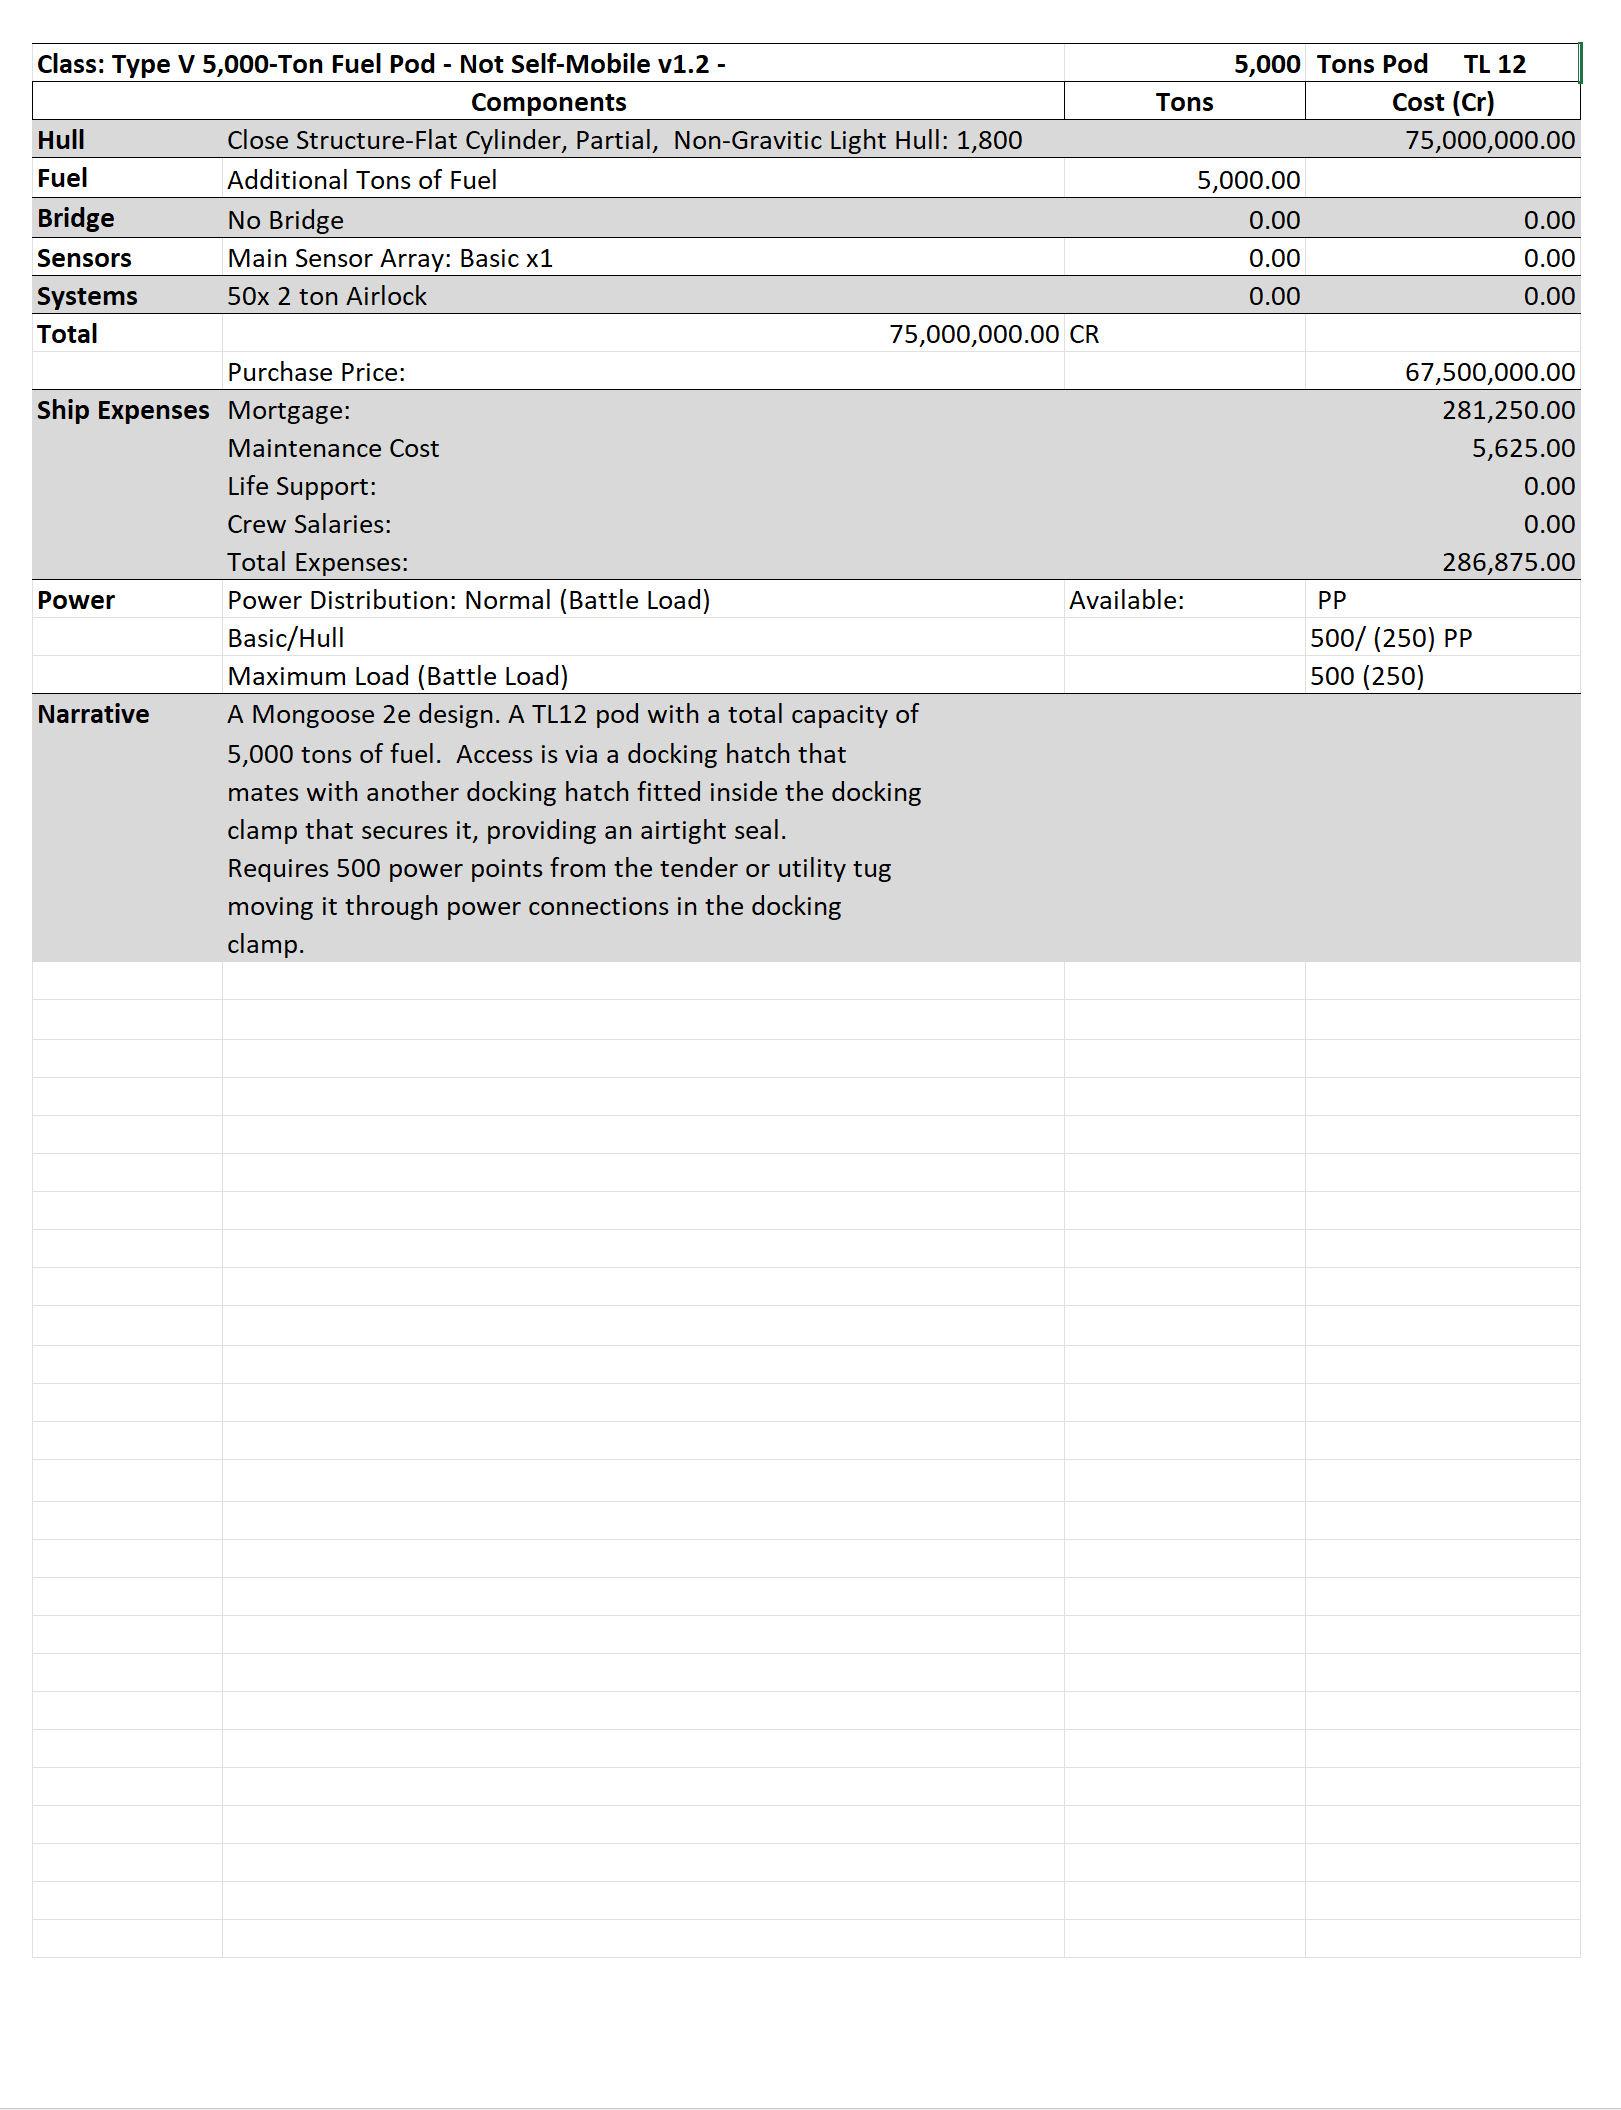 Class: Type V 5,000-Ton Fuel Pod - Not Self-Mobile v1.2 - 5,000 Tons Pod TL 12
Components Tons Cost (Cr)
Hull Close Structure-Flat Cylinder, Partial, Non-Gravitic Light Hull: 1,800 75,000,000.00
Fuel Additional Tons of Fuel 5,000.00
Bridge No Bridge 0.00 0.00
Sensors Main Sensor Array: Basic x1 0.00 0.00
Systems 50x 2 ton Airlock 0.00 0.00
Total 75,000,000.00 CR
Purchase Price: 67,500,000.00
Ship Expenses Mortgage: 281,250.00
Maintenance Cost 5,625.00
Life Support: 0.00
Crew Salaries: 0.00
Total Expenses: 286,875.00
Power Power Distribution: Normal (Battle Load) Available: PP
Basic/Hull 500/ (250) PP
Maximum Load (Battle Load) 500 (250)
Narrative A Mongoose 2e design. A TL12 pod with a total capacity of
5,000 tons of fuel. Access is via a docking hatch that
mates with another docking hatch fitted inside the docking
clamp that secures it, providing an airtight seal.
Requires 500 power points from the tender or utility tug
moving it through power connections in the docking
clamp.